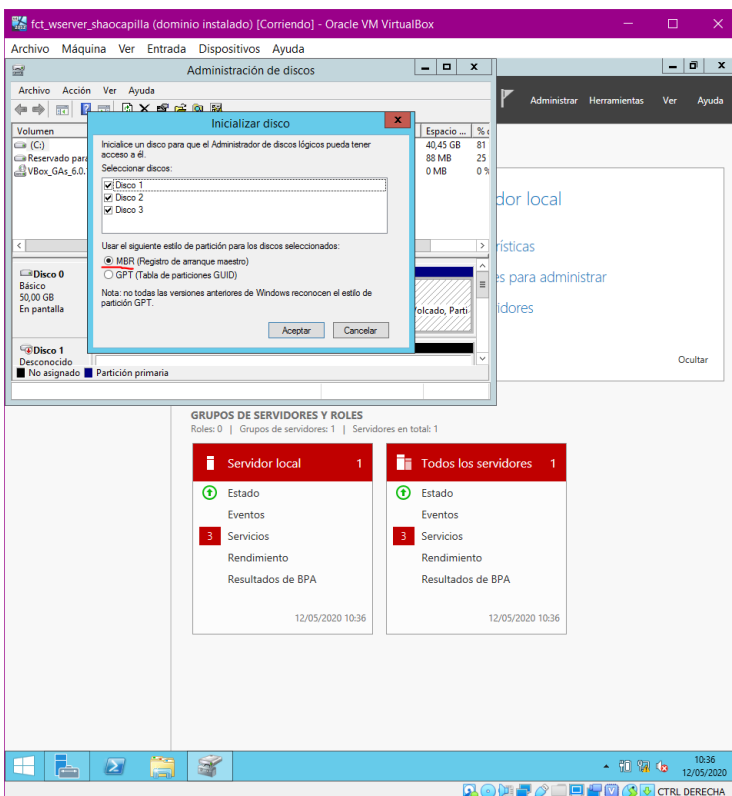 fct_wserver_shaocapilla (dominio instalado) [Corriendo] - Oracle VM VirtualBox
Archivo Máquina Ver Entrada Dispositivos Ayuda
Administración de discos
Archivo Acción Ver Ayuda
Administrar Herramientas Ver Ayuda
Inicializar disco
Volumen
Espacio ...
(C:)
40,45 GB
81
Reservado para
88 MB
25
VBox_GAs_6.0.
0 MB
Inicialice un disco para que el Administrador de discos lógicos pueda tener
acceso a él.
Seleccionar discos:
Disco 1
Disco 2
Disco 3
Usar el siguiente estilo de partición para los discos seleccionados:
MBR (Registro de arranque maestro)
GPT (Tabla de particiones GUID)
Nota: no todas las versiones anteriores de Windows reconocen el estilo de
partición GPT.
Aceptar Cancelar
Disco 0
Básico
50,00 GB
En pantalla
Volcado, Parti
Disco 1
Desconocido
No asignado Partición primaria
dor local
rísticas
es para administrar
idores
Ocultar
GRUPOS DE SERVIDORES Y ROLES
Roles: 0 | Grupos de servidores: 1 | Servidores en total: 1
Servidor local 1
Estado
Eventos
3 Servicios
Rendimiento
Resultados de BPA
12/05/2020 10:36
Todos los servidores 1
Estado
Eventos
3 Servicios
Rendimiento
Resultados de BPA
12/05/2020 10:36
10:36
12/05/2020
CTRL DERECHA